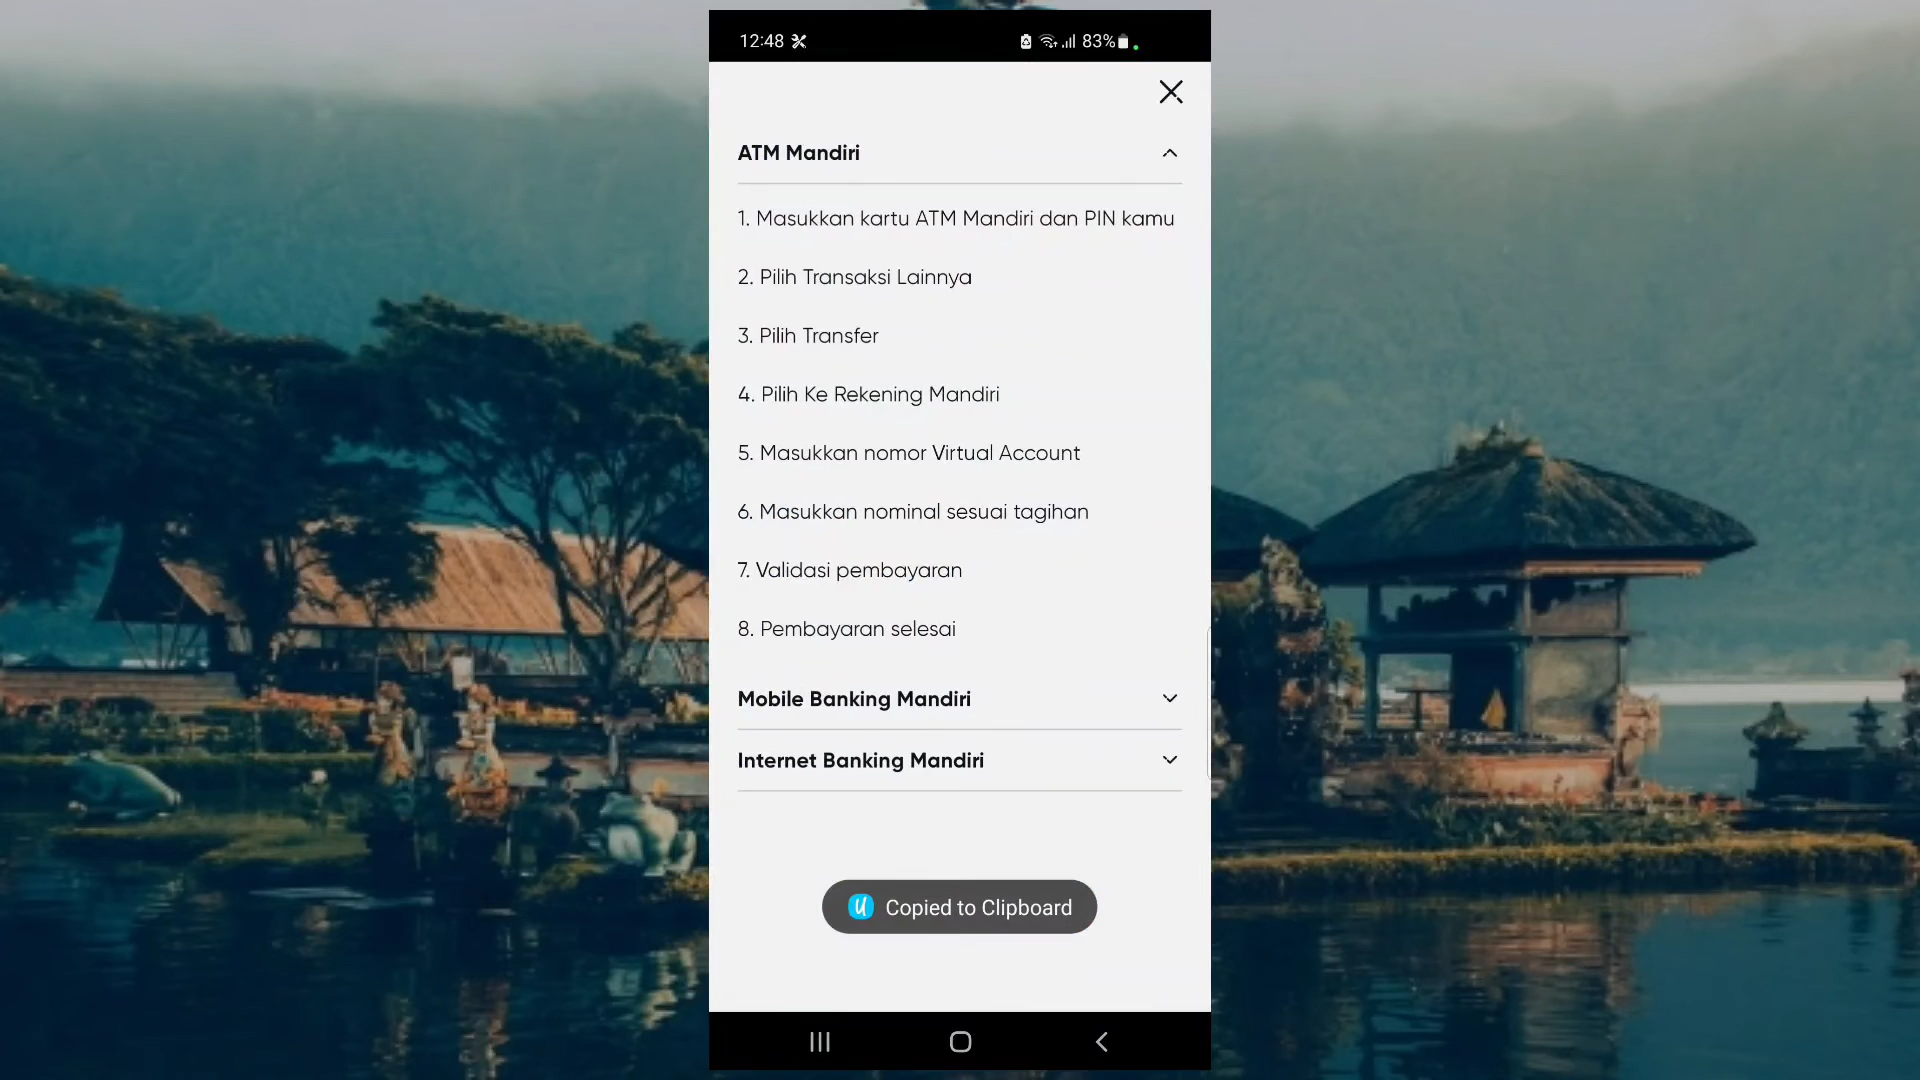 12:48
83%
ATM Mandiri
1. Masukkan kartu ATM Mandiri dan PIN kamu
2. Pilih Transaksi Lainnya
3. Pilih Transfer
4. Pilih Ke Rekening Mandiri
5. Masukkan nomor Virtual Account
6. Masukkan nominal sesuai tagihan
7. Validasi pembayaran
8. Pembayaran selesai
Mobile Banking Mandiri
Internet Banking Mandiri
Copied to Clipboard